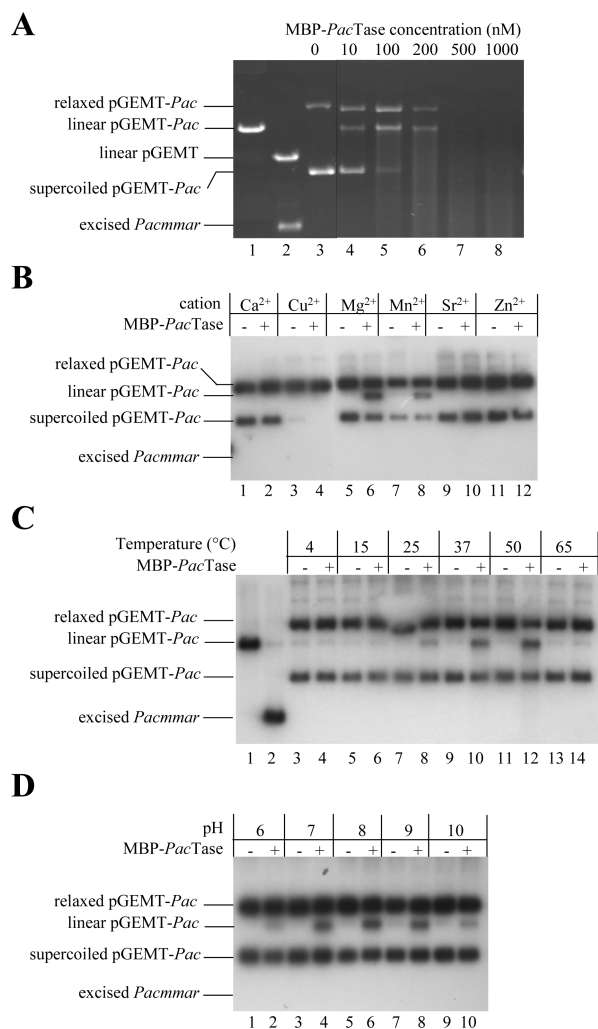 A
MBP-PacTase concentration (nM)
0 10 100 200 500 1000
relaxed pGEMT-Pac
linear pGEMT-Pac
linear pGEMT
supercoiled pGEMT-Pac
excised Pacmmar
1 2 3 4 5 6 7 8
B
cation Ca2+ Cu2+ Mg2+ Mn2+ Sr2+ Zn2+
MBP-PacTase - + - + - + - + - + - +
relaxed pGEMT-Pac
linear pGEMT-Pac
supercoiled pGEMT-Pac
excised Pacmmar
1 2 3 4 5 6 7 8 9 10 11 12
C
Temperature (°C) 4 15 25 37 50 65
MBP-PacTase - + - + - + - + - + - +
relaxed pGEMT-Pac
linear pGEMT-Pac
supercoiled pGEMT-Pac
excised Pacmmar
1 2 3 4 5 6 7 8 9 10 11 12 13 14
D
pH 6 7 8 9 10
MBP-PacTase - + - + - + - + - +
relaxed pGEMT-Pac
linear pGEMT-Pac
supercoiled pGEMT-Pac
excised Pacmmar
1 2 3 4 5 6 7 8 9 10